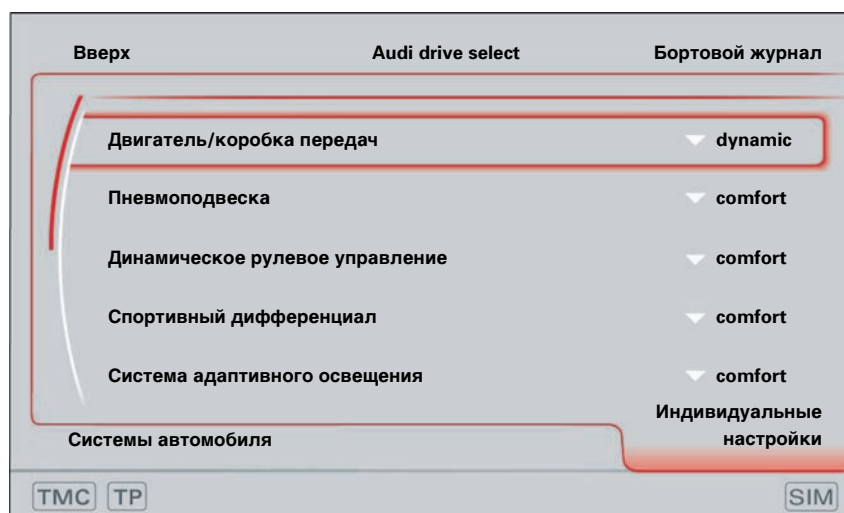 Вверх Audi drive select Бортовой журнал
Двигатель/коробка передач dynamic
Пневмоподвеска comfort
Динамическое рулевое управление comfort
Спортивный дифференциал comfort
Система адаптивного освещения comfort
Системы автомобиля
Индивидуальные
настройки
TMC TP SIM